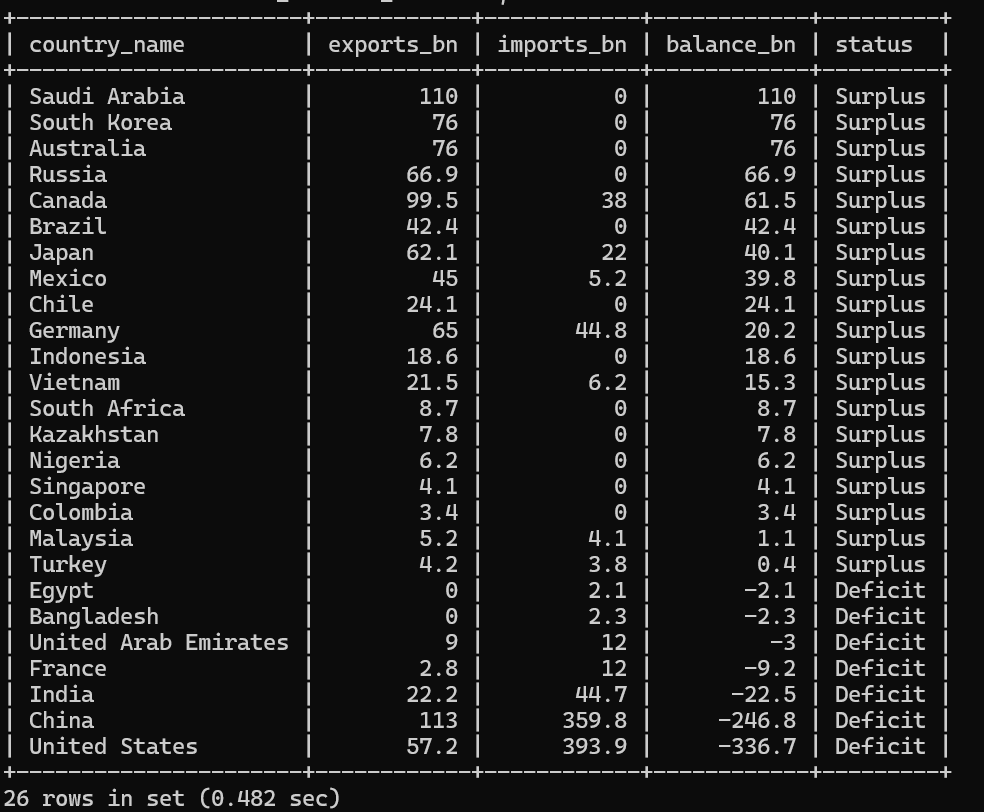 +-----------------------+------------+------------+------------+---------+
| country_name         | exports_bn | imports_bn | balance_bn | status  |
+-----------------------+------------+------------+------------+---------+
| Saudi Arabia         |        110 |          0 |        110 | Surplus |
| South Korea          |         76 |          0 |         76 | Surplus |
| Australia            |         76 |          0 |         76 | Surplus |
| Russia               |       66.9 |          0 |       66.9 | Surplus |
| Canada               |       99.5 |         38 |       61.5 | Surplus |
| Brazil               |       42.4 |          0 |       42.4 | Surplus |
| Japan                |       62.1 |         22 |       40.1 | Surplus |
| Mexico               |         45 |        5.2 |       39.8 | Surplus |
| Chile                |       24.1 |          0 |       24.1 | Surplus |
| Germany              |         65 |       44.8 |       20.2 | Surplus |
| Indonesia            |       18.6 |          0 |       18.6 | Surplus |
| Vietnam              |       21.5 |        6.2 |       15.3 | Surplus |
| South Africa         |        8.7 |          0 |        8.7 | Surplus |
| Kazakhstan           |        7.8 |          0 |        7.8 | Surplus |
| Nigeria              |        6.2 |          0 |        6.2 | Surplus |
| Singapore            |        4.1 |          0 |        4.1 | Surplus |
| Colombia             |        3.4 |          0 |        3.4 | Surplus |
| Malaysia             |        5.2 |        4.1 |        1.1 | Surplus |
| Turkey               |        4.2 |        3.8 |        0.4 | Surplus |
| Egypt                |          0 |        2.1 |       -2.1 | Deficit |
| Bangladesh           |          0 |        2.3 |       -2.3 | Deficit |
| United Arab Emirates |          9 |         12 |         -3 | Deficit |
| France               |        2.8 |         12 |       -9.2 | Deficit |
| India                |       22.2 |       44.7 |      -22.5 | Deficit |
| China                |        113 |      359.8 |     -246.8 | Deficit |
| United States        |       57.2 |      393.9 |     -336.7 | Deficit |
+-----------------------+------------+------------+------------+---------+
26 rows in set (0.482 sec)